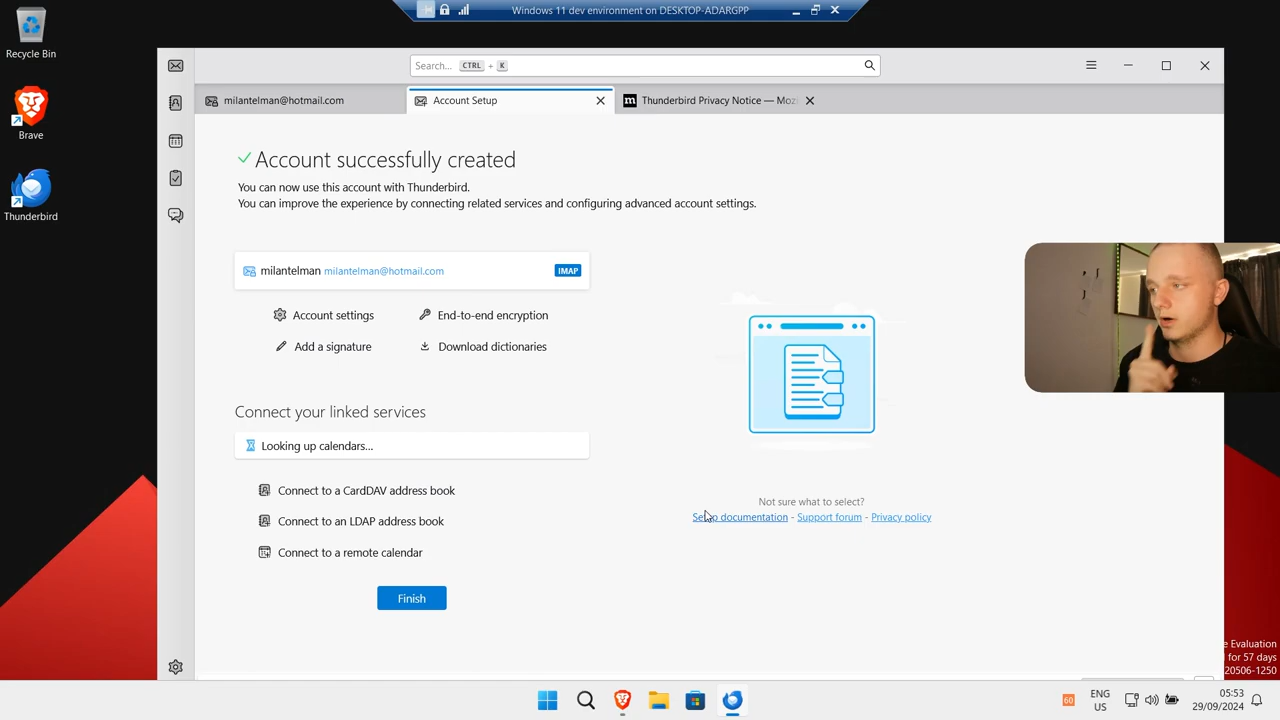 Windows 11 dev environment on DESKTOP-ADARGPP
Recycle Bin
Brave
Thunderbird
Search... CTRL + K
milantelman@hotmail.com
Account Setup
Thunderbird Privacy Notice — Moz
Account successfully created
You can now use this account with Thunderbird.
You can improve the experience by connecting related services and configuring advanced account settings.
milantelman milantelman@hotmail.com IMAP
Account settings
End-to-end encryption
Add a signature
Download dictionaries
Connect your linked services
Looking up calendars...
Connect to a CardDAV address book
Connect to an LDAP address book
Connect to a remote calendar
Finish
Not sure what to select?
documentation - Support forum - Privacy policy
Evaluation
for 57 days
20506-1250
60
ENG
US
05:53
29/09/2024